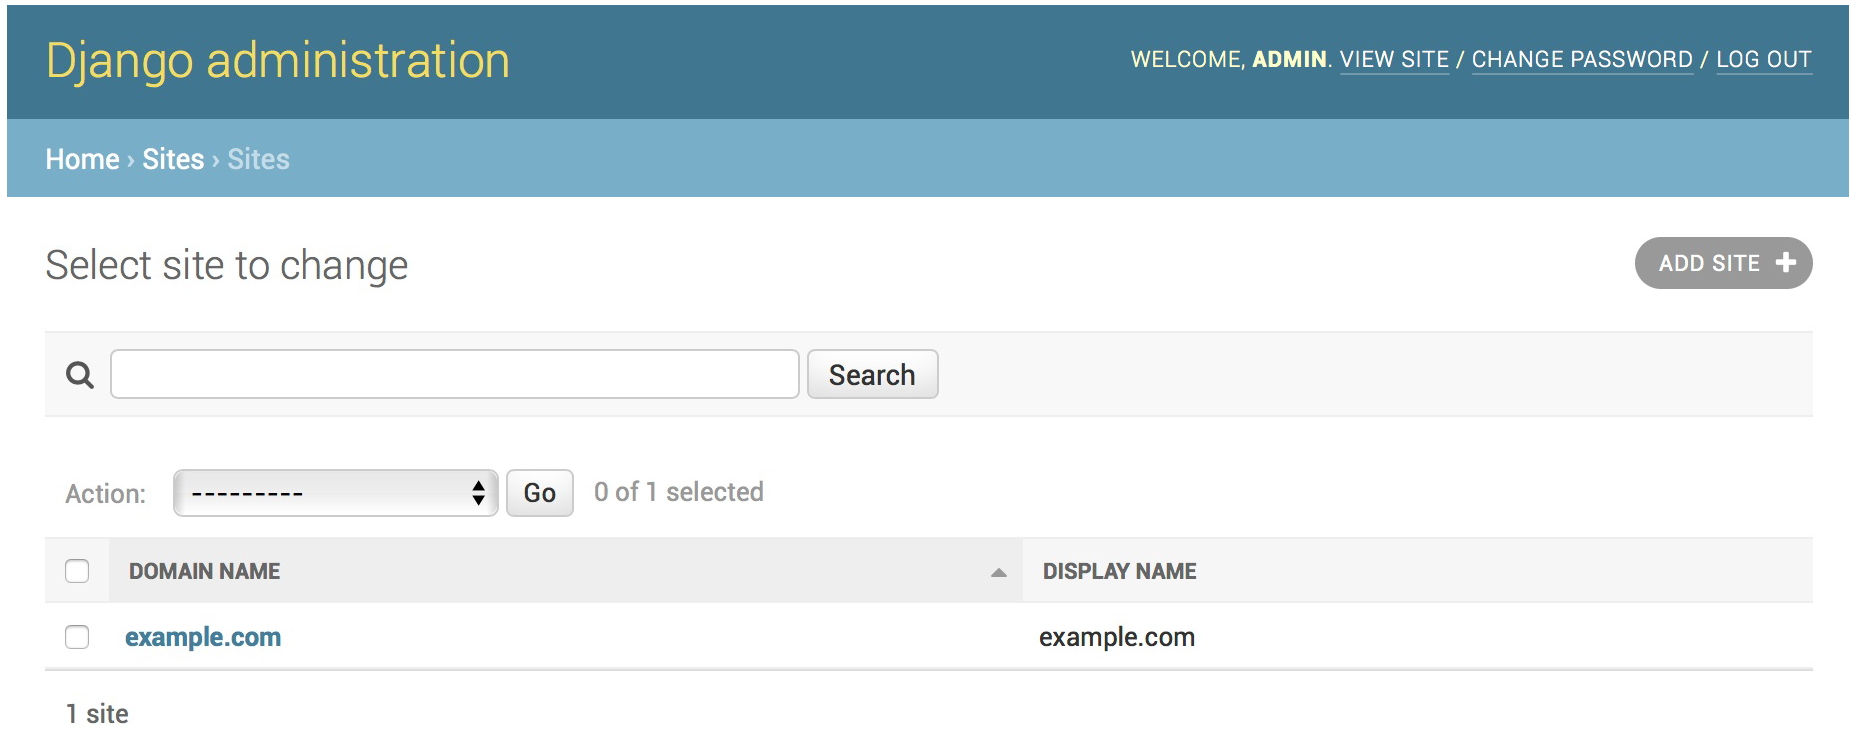 Django administration
WELCOME, ADMIN. VIEW SITE / CHANGE PASSWORD / LOG OUT
Home › Sites › Sites
Select site to change
ADD SITE +
Search
Action: --------- Go 0 of 1 selected
DOMAIN NAME DISPLAY NAME
example.com example.com
1 site